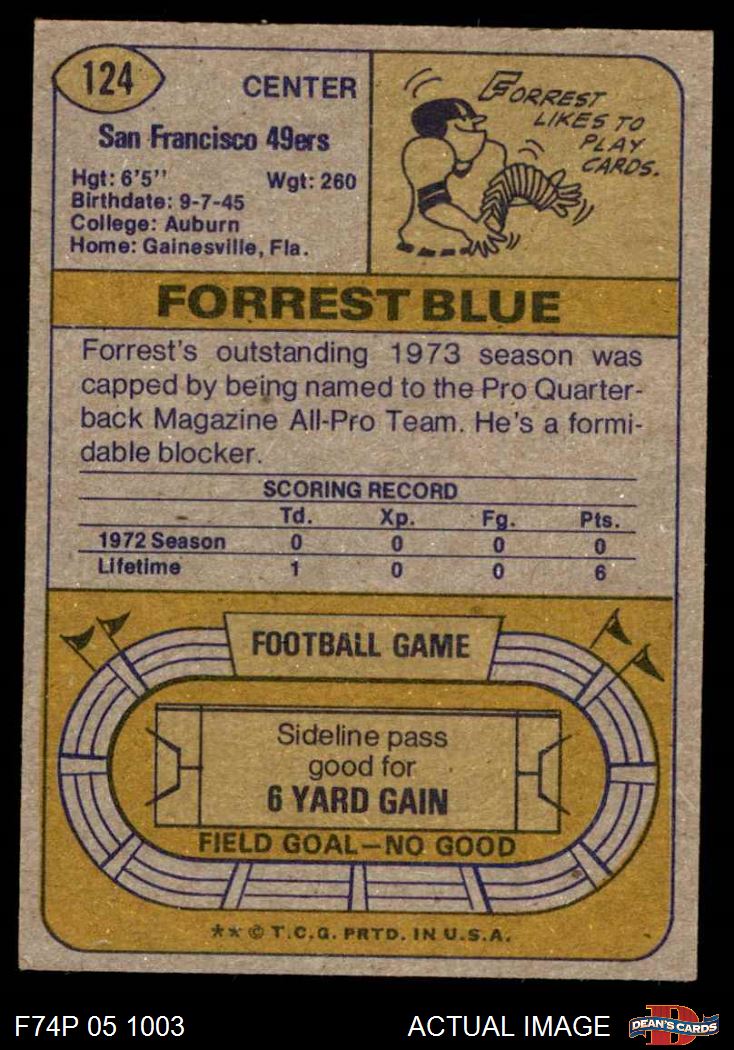 124
CENTER
San Francisco 49ers
Hgt: 6'5'' Wgt: 260
Birthdate: 9-7-45
College: Auburn
Home: Gainesville, Fla.
FORREST
LIKES TO
PLAY
CARDS.
FORREST BLUE
Forrest's outstanding 1973 season was
capped by being named to the Pro Quarter-
back Magazine All-Pro Team. He's a formi-
dable blocker.
SCORING RECORD
Td. Xp. Fg. Pts.
1972 Season 0 0 0 0
Lifetime 1 0 0 6
FOOTBALL GAME
Sideline pass
good for
6 YARD GAIN
FIELD GOAL—NO GOOD
** © T.C.G. PRTD. IN U.S.A.
F74P 05 1003 ACTUAL IMAGE
D
DEAN'S CARDS